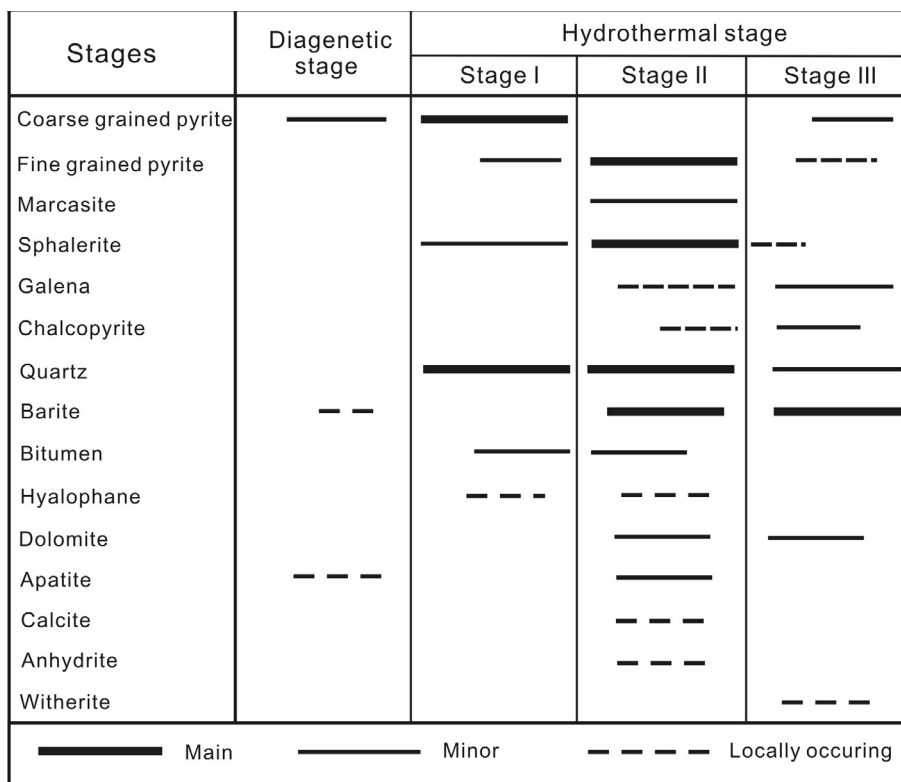 Stages
Diagenetic
stage
Hydrothermal stage
Stage I
Stage II
Stage III
Coarse grained pyrite
Fine grained pyrite
Marcasite
Sphalerite
Galena
Chalcopyrite
Quartz
Barite
Bitumen
Hyalophane
Dolomite
Apatite
Calcite
Anhydrite
Witherite
Main
Minor
Locally occuring